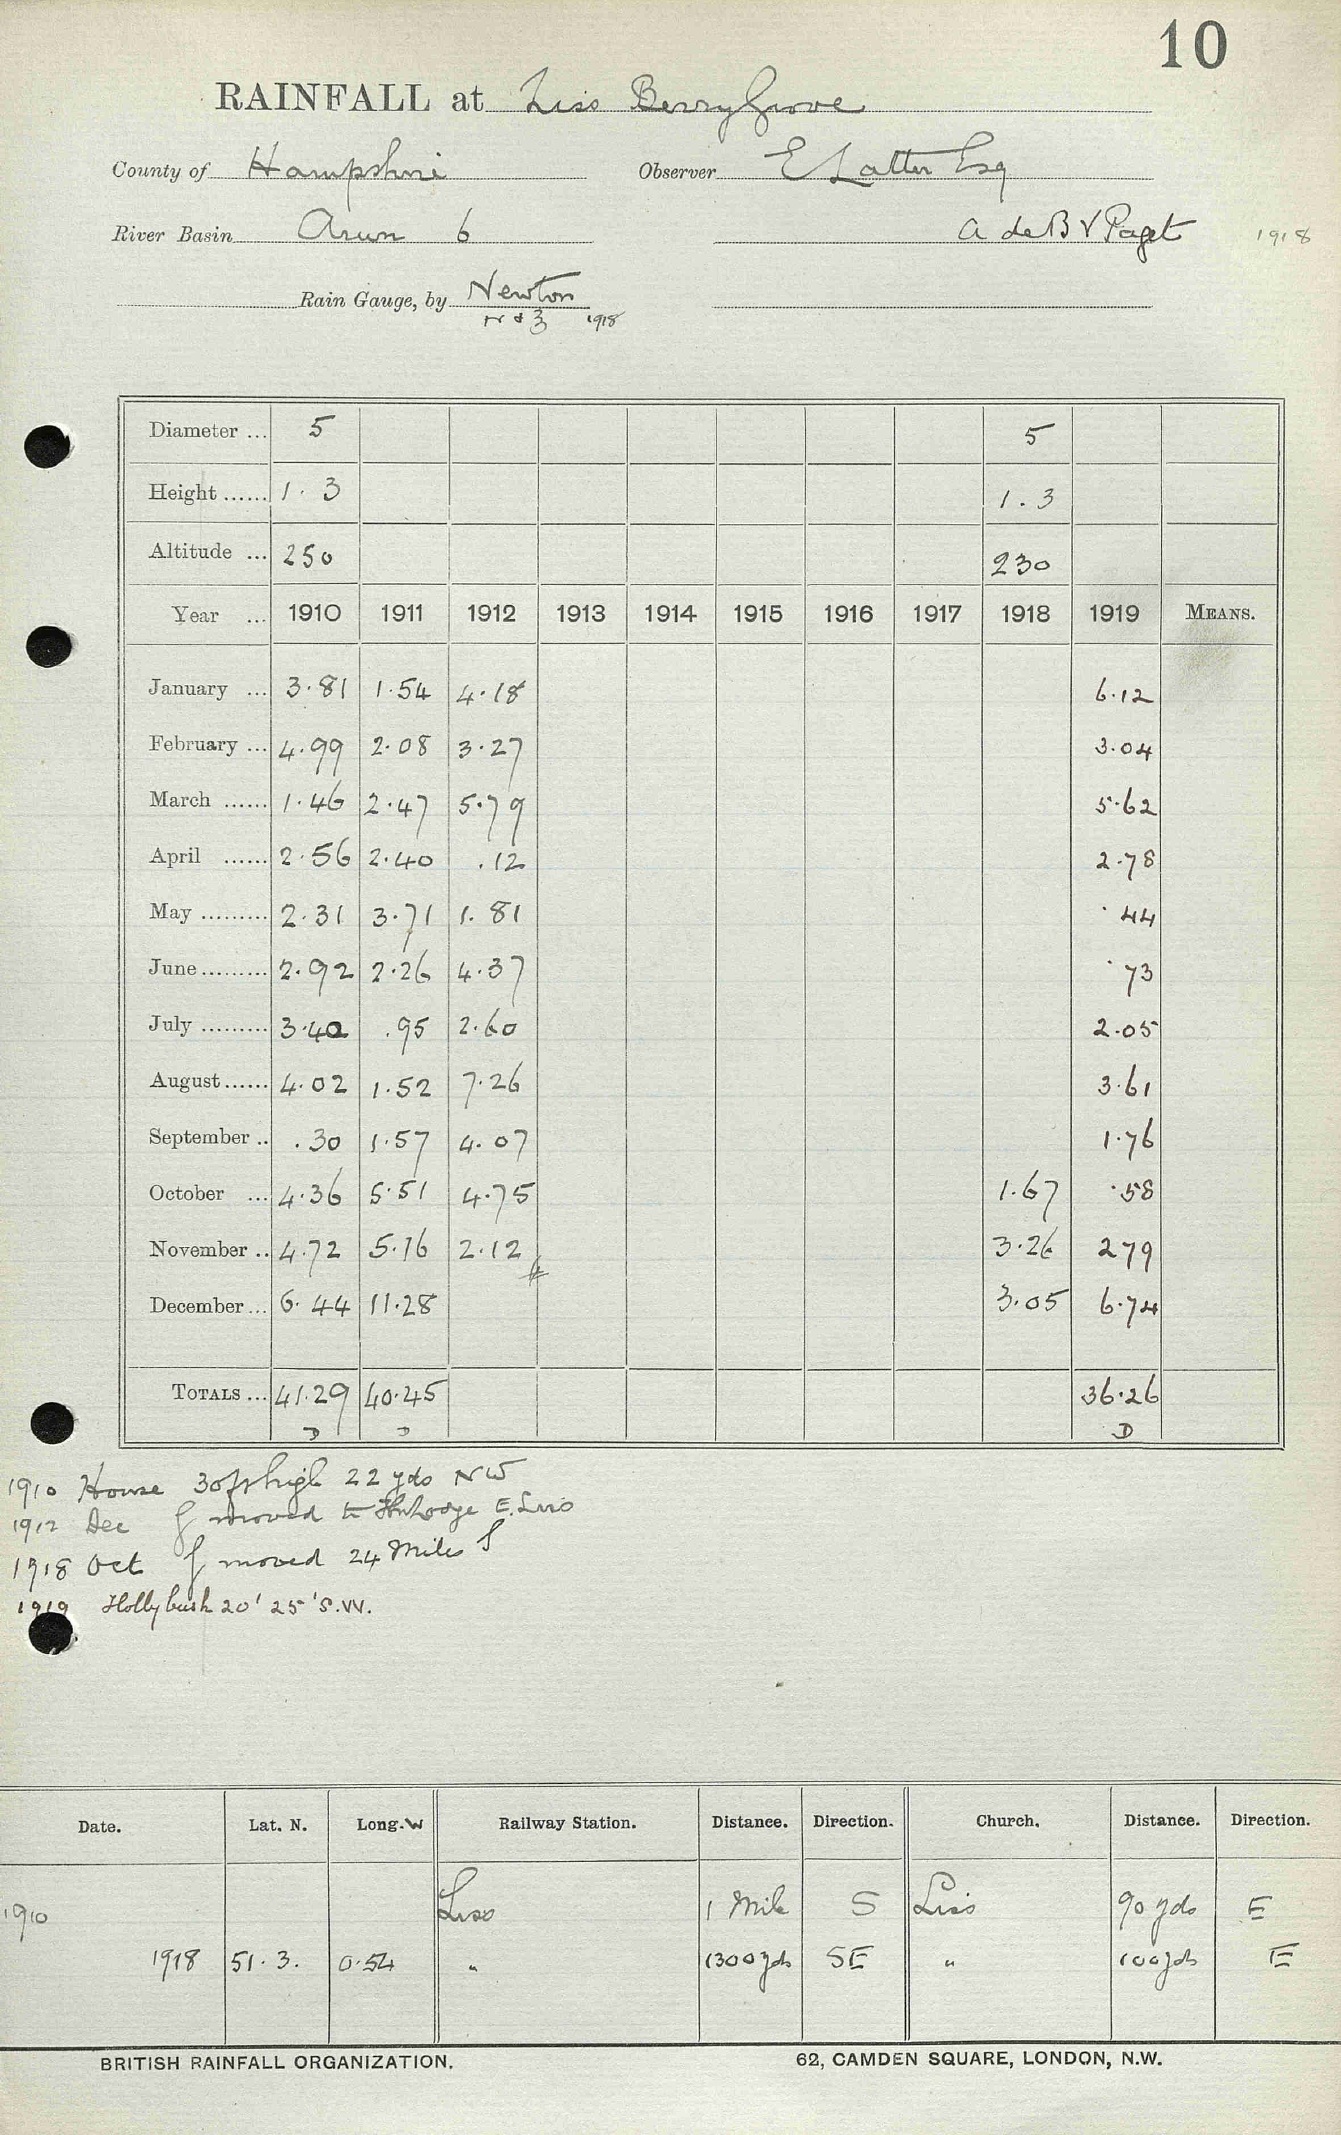 10
RAINFALL at Liss Berry Grove
County of Hampshire Observer E Latter Esq
River Basin Arun 6 A de B V Paget 1918
Rain Gauge, by Newton
N & Z 1918
Diameter ... 5 5
Height ...... 1.3 1.3
Altitude ... 250 230
Year ... 1910 1911 1912 1913 1914 1915 1916 1917 1918 1919 MEANS.
January ... 3.81 1.54 4.18 6.12
February ... 4.99 2.08 3.27 3.04
March ...... 1.46 2.47 5.79 5.62
April ...... 2.56 2.40 .12 2.78
May ......... 2.31 3.71 1.81 .44
June ......... 2.92 2.26 4.37 .73
July ......... 3.40 .95 2.60 2.05
August ...... 4.02 1.52 7.26 3.61
September .. .30 1.57 4.07 1.76
October ... 4.36 5.51 4.75 1.67 .58
November .. 4.72 5.16 2.12 3.26 279
December ... 6.44 11.28 3.05 6.74
TOTALS ... 41.29 40.45 36.26
D D D
1910 House 30ft high 22 yds NW
1912 Dec g moved to E. Liss
1918 Oct g moved 24 Miles S
1919 Hollybush 20' 25' S.W.
Date. Lat. N. Long. W Railway Station. Distance. Direction. Church. Distance. Direction.
1910 Liss 1 Mile S Liss 90 yds E
1918 51.3. 0.54 " 1300 yds SE " 100 yds E
BRITISH RAINFALL ORGANIZATION. 62, CAMDEN SQUARE, LONDON, N.W.